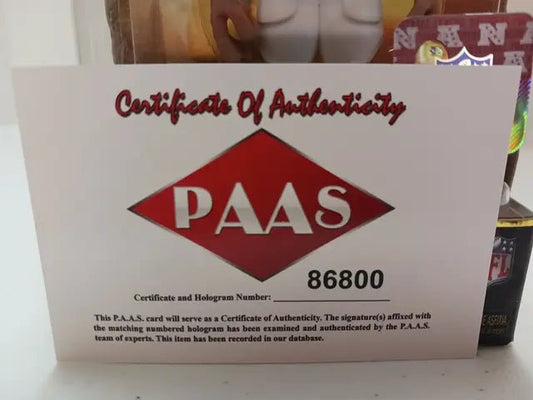 Certificate Of Authenticity
PAAS
86800
Certificate and Hologram Number:
This P.A.A.S. card will serve as a Certificate of Authenticity. The signature(s) affixed with
the matching numbered hologram has been examined and authenticated by the P.A.A.S.
team of experts. This item has been recorded in our database.
NFL